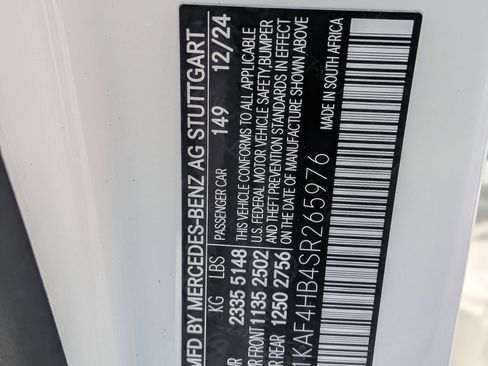 MFD BY MERCEDES-BENZ AG STUTTGART
KG LBS PASSENGER CAR 149 12/24
2335 5148 THIS VEHICLE CONFORMS TO ALL APPLICABLE
FRONT 1135 2502 U.S. FEDERAL MOTOR VEHICLE SAFETY,BUMPER
REAR 1250 2756 AND THEFT PREVENTION STANDARDS IN EFFECT
ON THE DATE OF MANUFACTURE SHOWN ABOVE
1KAF4HB4SR265976 MADE IN SOUTH AFRICA